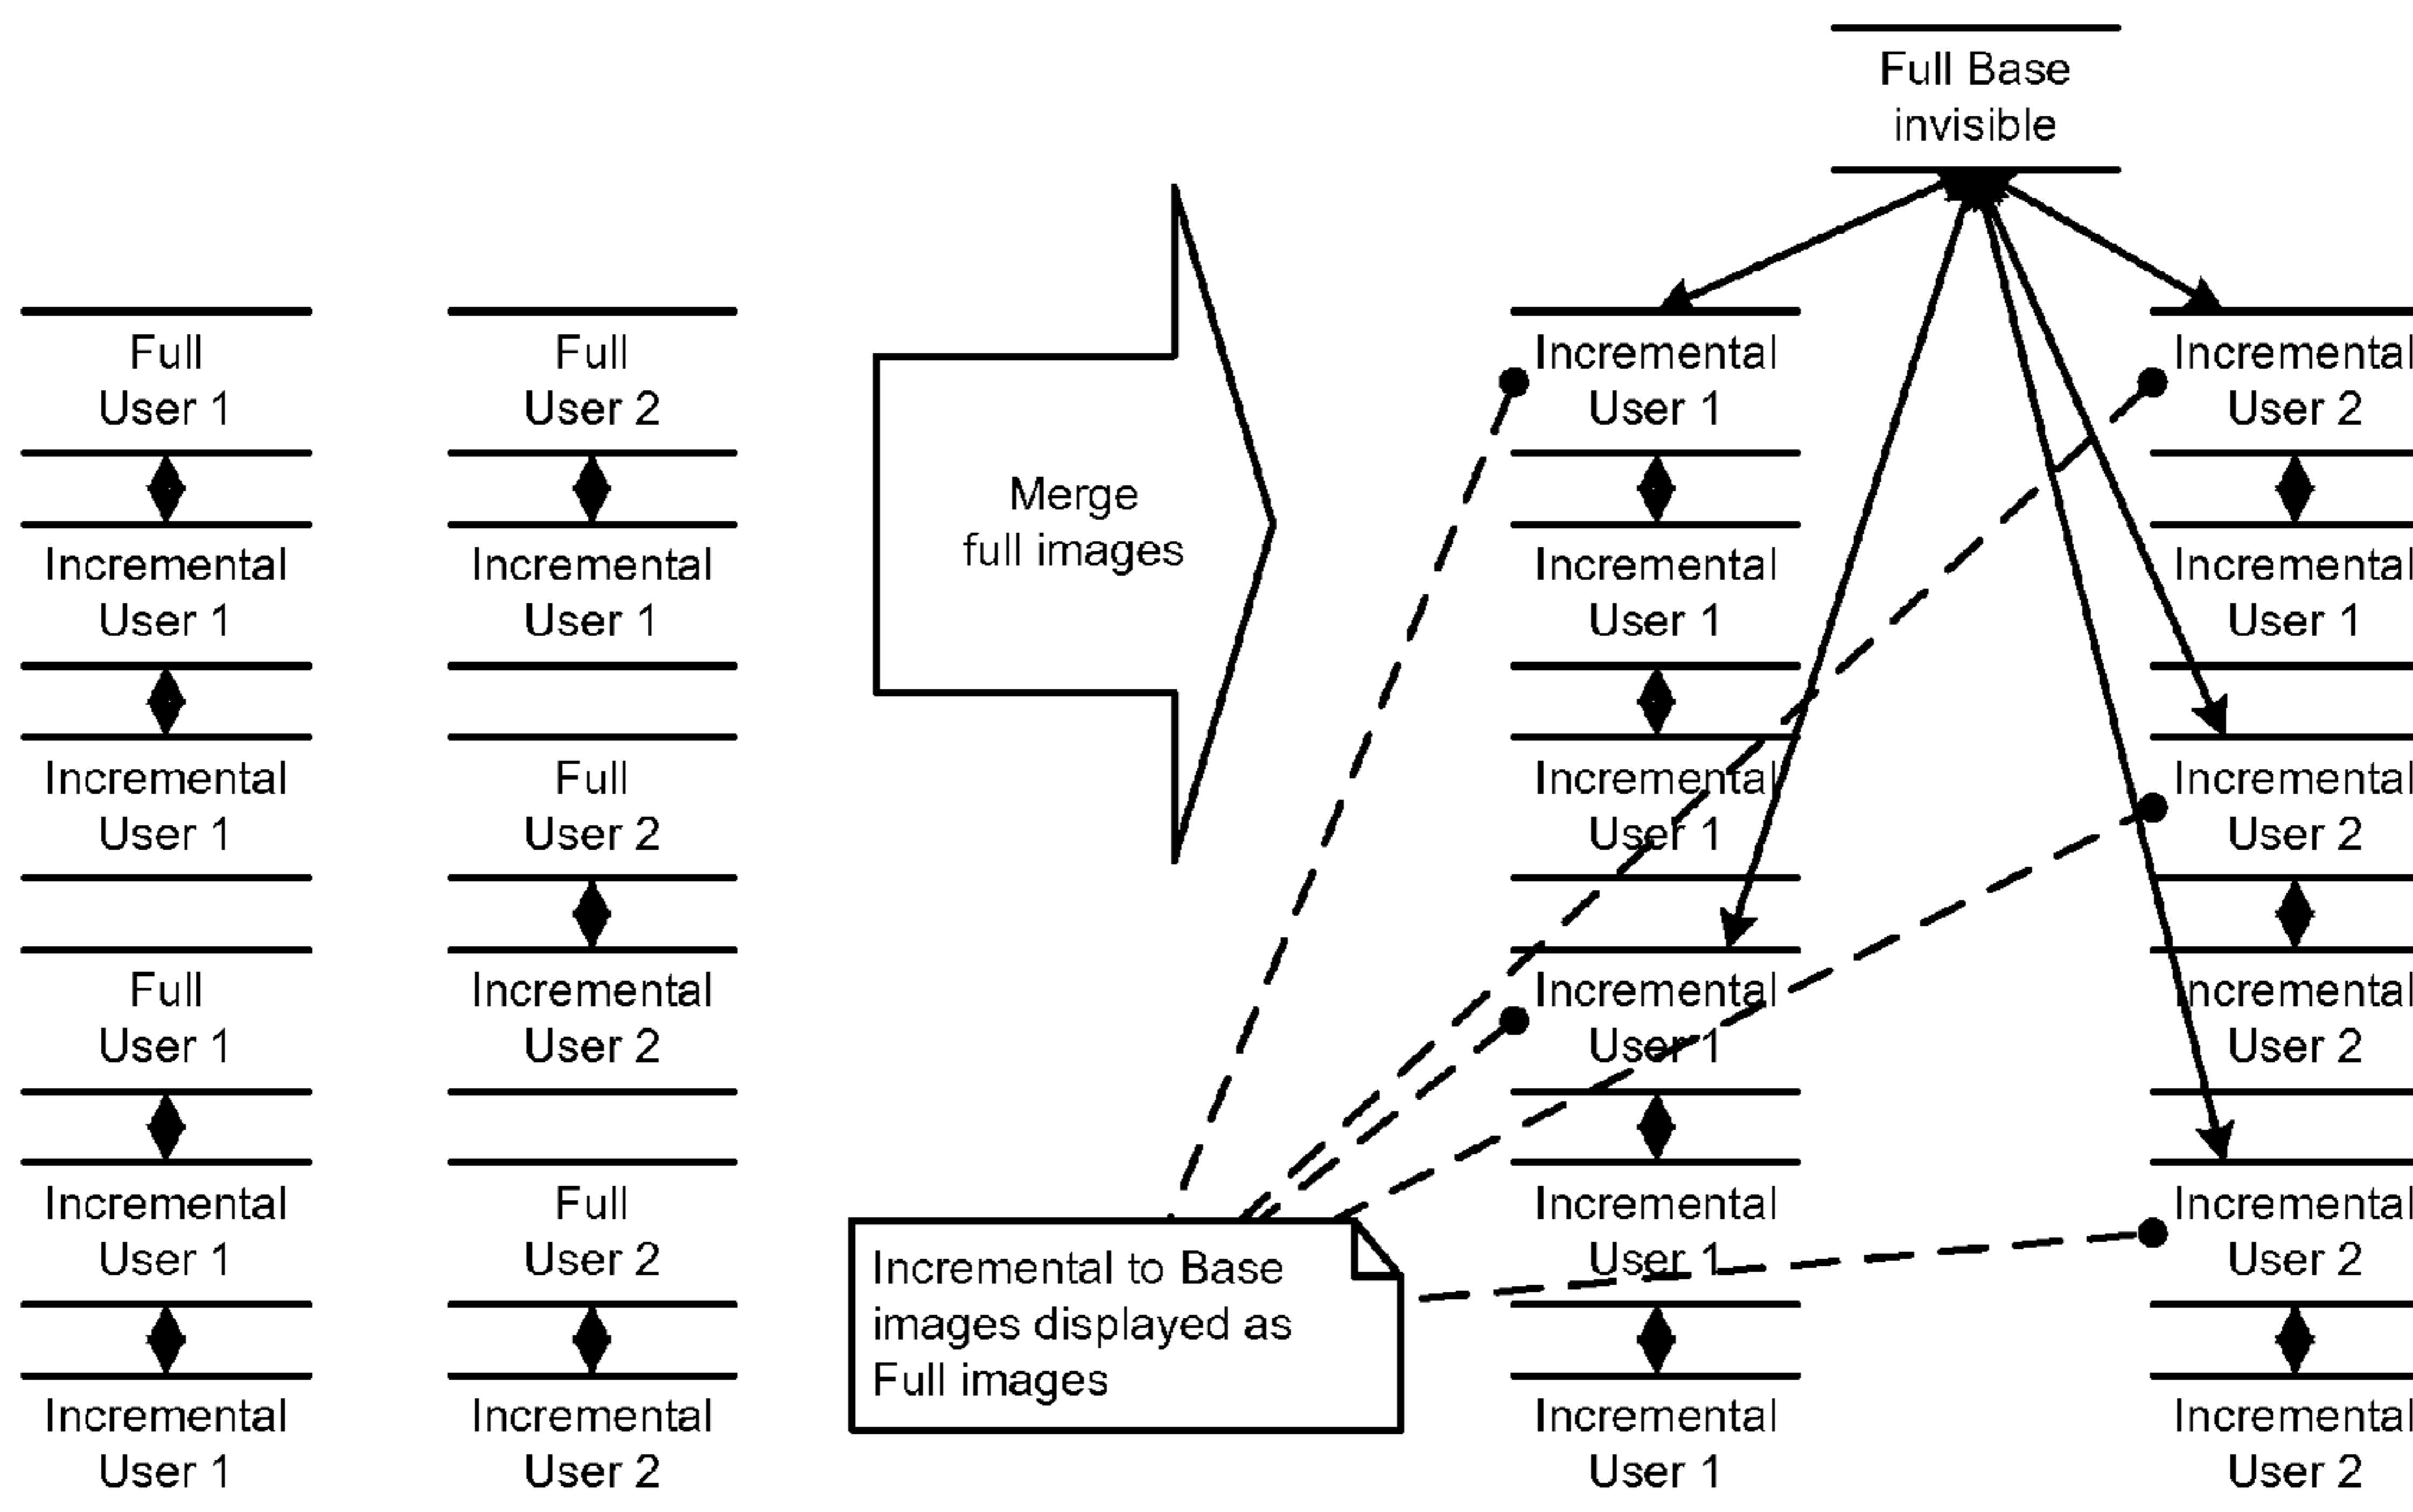 Full Base
invisible
Full
User 1
Incremental
User 1
Incremental
User 1
Full
User 1
Incremental
User 1
Incremental
User 1
Full
User 2
Incremental
User 1
Full
User 2
Incremental
User 2
Full
User 2
Incremental
User 2
Merge
full images
Incremental to Base
images displayed as
Full images
Incremental
User 1
Incremental
User 1
Incremental
User 1
Incremental
User 1
Incremental
User 1
Incremental
User 1
Incremental
User 2
Incremental
User 1
Incremental
User 2
Incremental
User 2
Incremental
User 2
Incremental
User 2